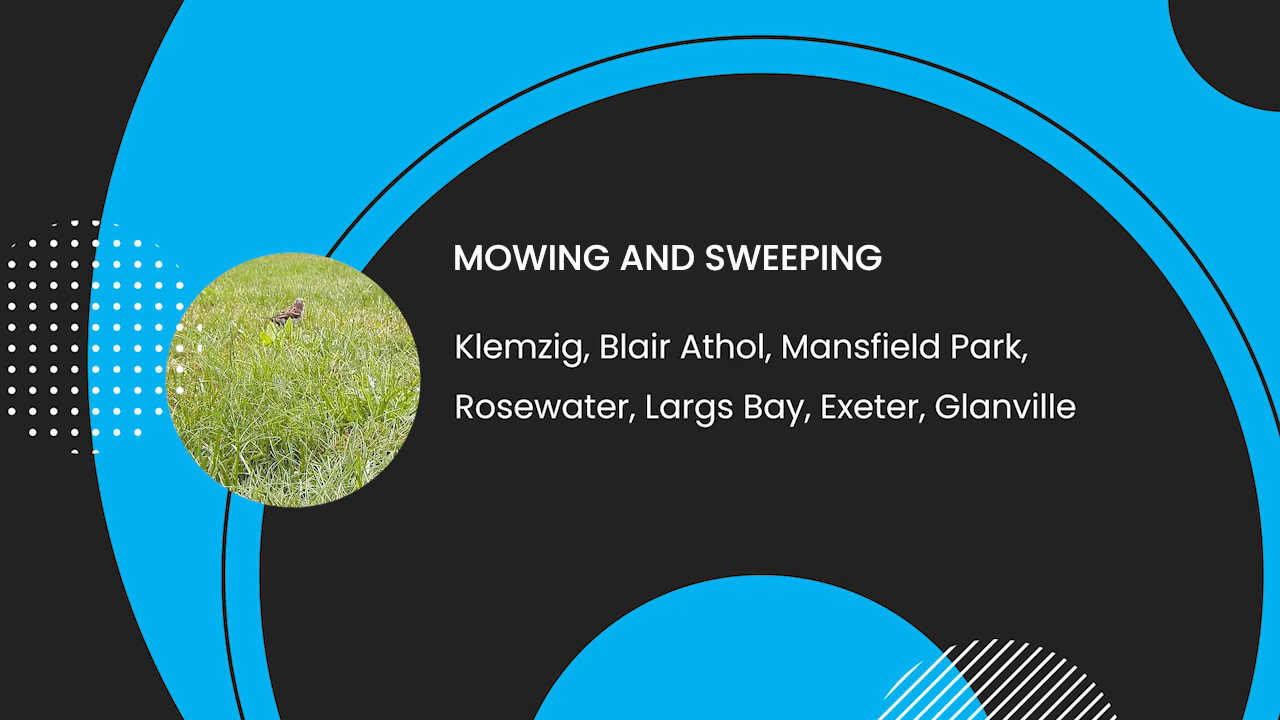 MOWING AND SWEEPING
Klemzig, Blair Athol, Mansfield Park,
Rosewater, Largs Bay, Exeter, Glanville